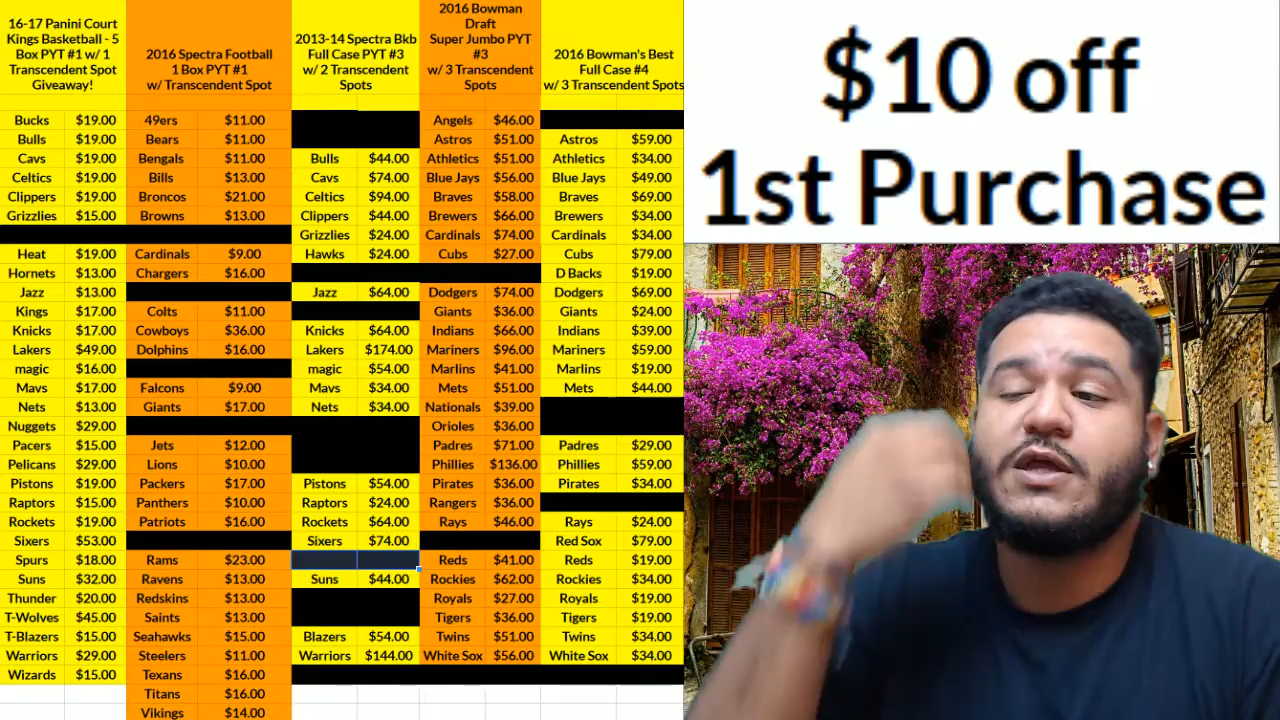 16-17 Panini Court
Kings Basketball - 5
Box PYT #1 w/ 1
Transcendent Spot
Giveaway!
Bucks $19.00
Bulls $19.00
Cavs $19.00
Celtics $19.00
Clippers $19.00
Grizzlies $15.00
Heat $19.00
Hornets $13.00
Jazz $13.00
Kings $17.00
Knicks $17.00
Lakers $49.00
magic $16.00
Mavs $17.00
Nets $13.00
Nuggets $29.00
Pacers $15.00
Pelicans $29.00
Pistons $19.00
Raptors $15.00
Rockets $19.00
Sixers $53.00
Spurs $18.00
Suns $32.00
Thunder $20.00
T-Wolves $45.00
T-Blazers $15.00
Warriors $29.00
Wizards $15.00
2016 Spectra Football
1 Box PYT #1
w/ Transcendent Spot
49ers $11.00
Bears $11.00
Bengals $11.00
Bills $13.00
Broncos $21.00
Browns $13.00
Cardinals $9.00
Chargers $16.00
Colts $11.00
Cowboys $36.00
Dolphins $16.00
Falcons $9.00
Giants $17.00
Jets $12.00
Lions $10.00
Packers $17.00
Panthers $10.00
Patriots $16.00
Rams $23.00
Ravens $13.00
Redskins $13.00
Saints $13.00
Seahawks $15.00
Steelers $11.00
Texans $16.00
Titans $16.00
Vikings $14.00
2013-14 Spectra Bkb
Full Case PYT #3
w/ 2 Transcendent
Spots
Bulls $44.00
Cavs $74.00
Celtics $94.00
Clippers $44.00
Grizzlies $24.00
Hawks $24.00
Jazz $64.00
Knicks $64.00
Lakers $174.00
magic $54.00
Mavs $34.00
Nets $34.00
Pistons $54.00
Raptors $24.00
Rockets $64.00
Sixers $74.00
Suns $44.00
Blazers $54.00
Warriors $144.00
2016 Bowman
Draft
Super Jumbo PYT
#3
w/ 3 Transcendent
Spots
Angels $46.00
Astros $51.00
Athletics $51.00
Blue Jays $56.00
Braves $58.00
Brewers $66.00
Cardinals $74.00
Cubs $27.00
Dodgers $74.00
Giants $36.00
Indians $66.00
Mariners $96.00
Marlins $41.00
Mets $51.00
Nationals $39.00
Orioles $36.00
Padres $71.00
Phillies $136.00
Pirates $36.00
Rangers $36.00
Rays $46.00
Reds $41.00
Rockies $62.00
Royals $27.00
Tigers $36.00
Twins $51.00
White Sox $56.00
2016 Bowman's Best
Full Case #4
w/ 3 Transcendent Spots
Astros $59.00
Athletics $34.00
Blue Jays $49.00
Braves $69.00
Brewers $34.00
Cardinals $34.00
Cubs $79.00
D Backs $19.00
Dodgers $69.00
Giants $24.00
Indians $39.00
Mariners $59.00
Marlins $19.00
Mets $44.00
Padres $29.00
Phillies $59.00
Pirates $34.00
Rays $24.00
Red Sox $79.00
Reds $19.00
Rockies $34.00
Royals $19.00
Tigers $19.00
Twins $34.00
White Sox $34.00
$10 off
1st Purchase